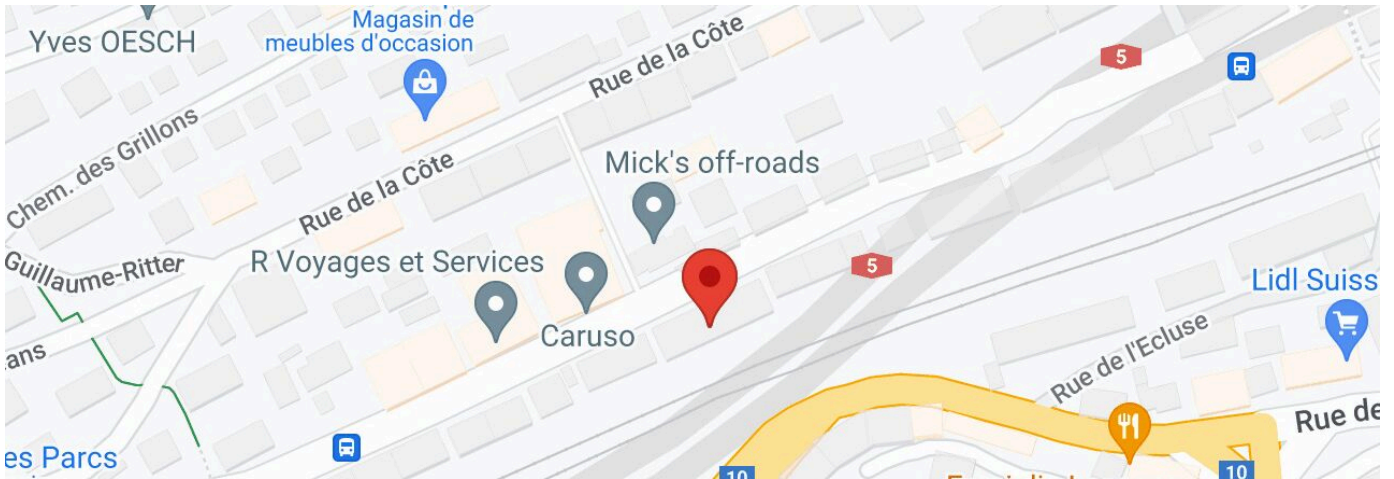 Yves OESCH
Magasin de
meubles d'occasion
Rue de la Côte
5
Chem. des Grillons
Rue de la Côte
Mick's off-roads
Guillaume-Ritter
R Voyages et Services
5
Lidl Suiss
Caruso
ans
Rue de l'Ecluse
Rue de
es Parcs
10
10